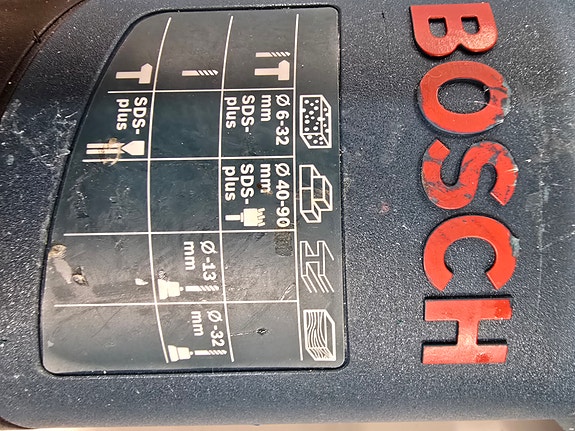 BOSCH
Ø 6-32
mm
SDS-
plus
Ø 40-90
mm
SDS-
plus
Ø -13
mm
Ø -32
mm
SDS-
plus